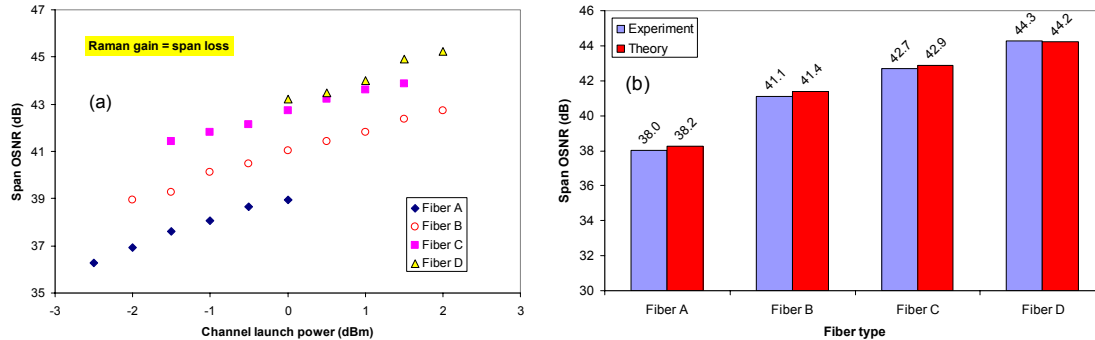 47
45
43
41
39
37
35
Span OSNR (dB)
Raman gain = span loss
(a)
Fiber A
Fiber B
Fiber C
Fiber D
-3
-2
-1
0
1
2
3
Channel launch power (dBm)
46
44
42
40
38
36
34
32
30
Span OSNR (dB)
Experiment
Theory
(b)
38.0
38.2
41.1
41.4
42.7
42.9
44.3
44.2
Fiber A
Fiber B
Fiber C
Fiber D
Fiber type